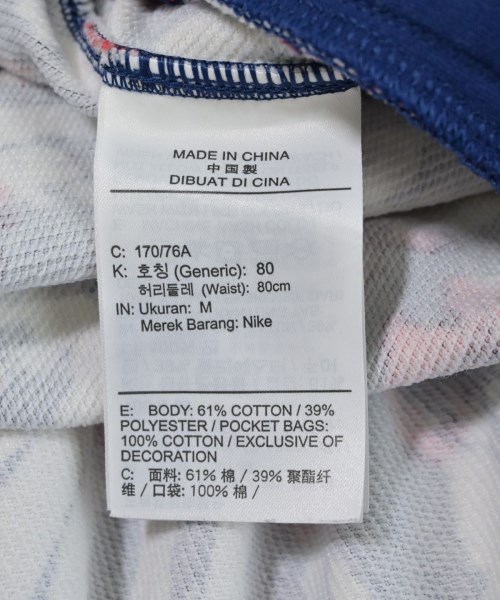 MADE IN CHINA
中 国 製
DIBUAT DI CINA
C: 170/76A
K: 호칭 (Generic): 80
허리둘레 (Waist): 80cm
IN: Ukuran: M
Merek Barang: Nike
E: BODY: 61% COTTON / 39%
POLYESTER / POCKET BAGS:
100% COTTON / EXCLUSIVE OF
DECORATION
C: 面料: 61% 棉 / 39% 聚酯纤
维 / 口袋: 100% 棉 /